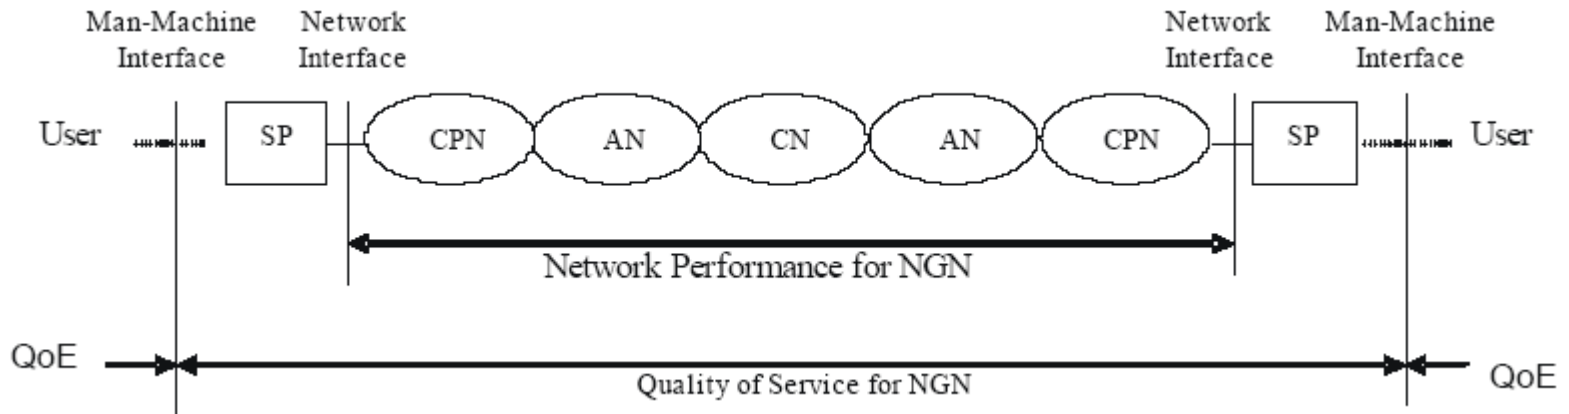 Man-Machine
Interface
Network
Interface
Network
Interface
Man-Machine
Interface
User
SP
CPN
AN
CN
AN
CPN
SP
User
Network Performance for NGN
QoE
Quality of Service for NGN
QoE